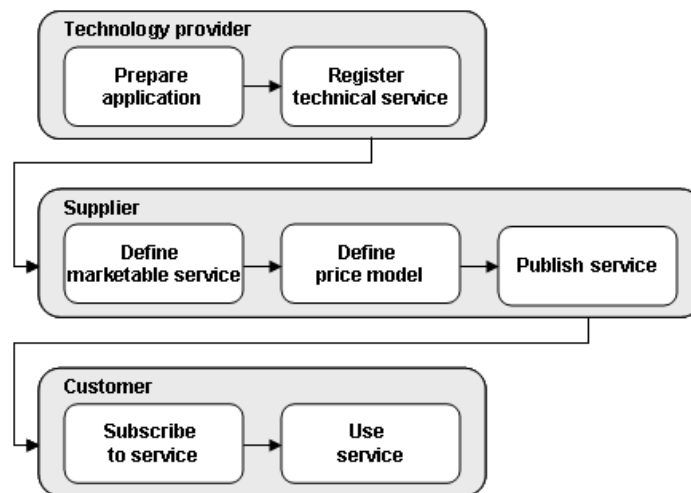 Technology provider
Prepare
application
Register
technical service
Supplier
Define
marketable service
Define
price model
Publish service
Customer
Subscribe
to service
Use
service